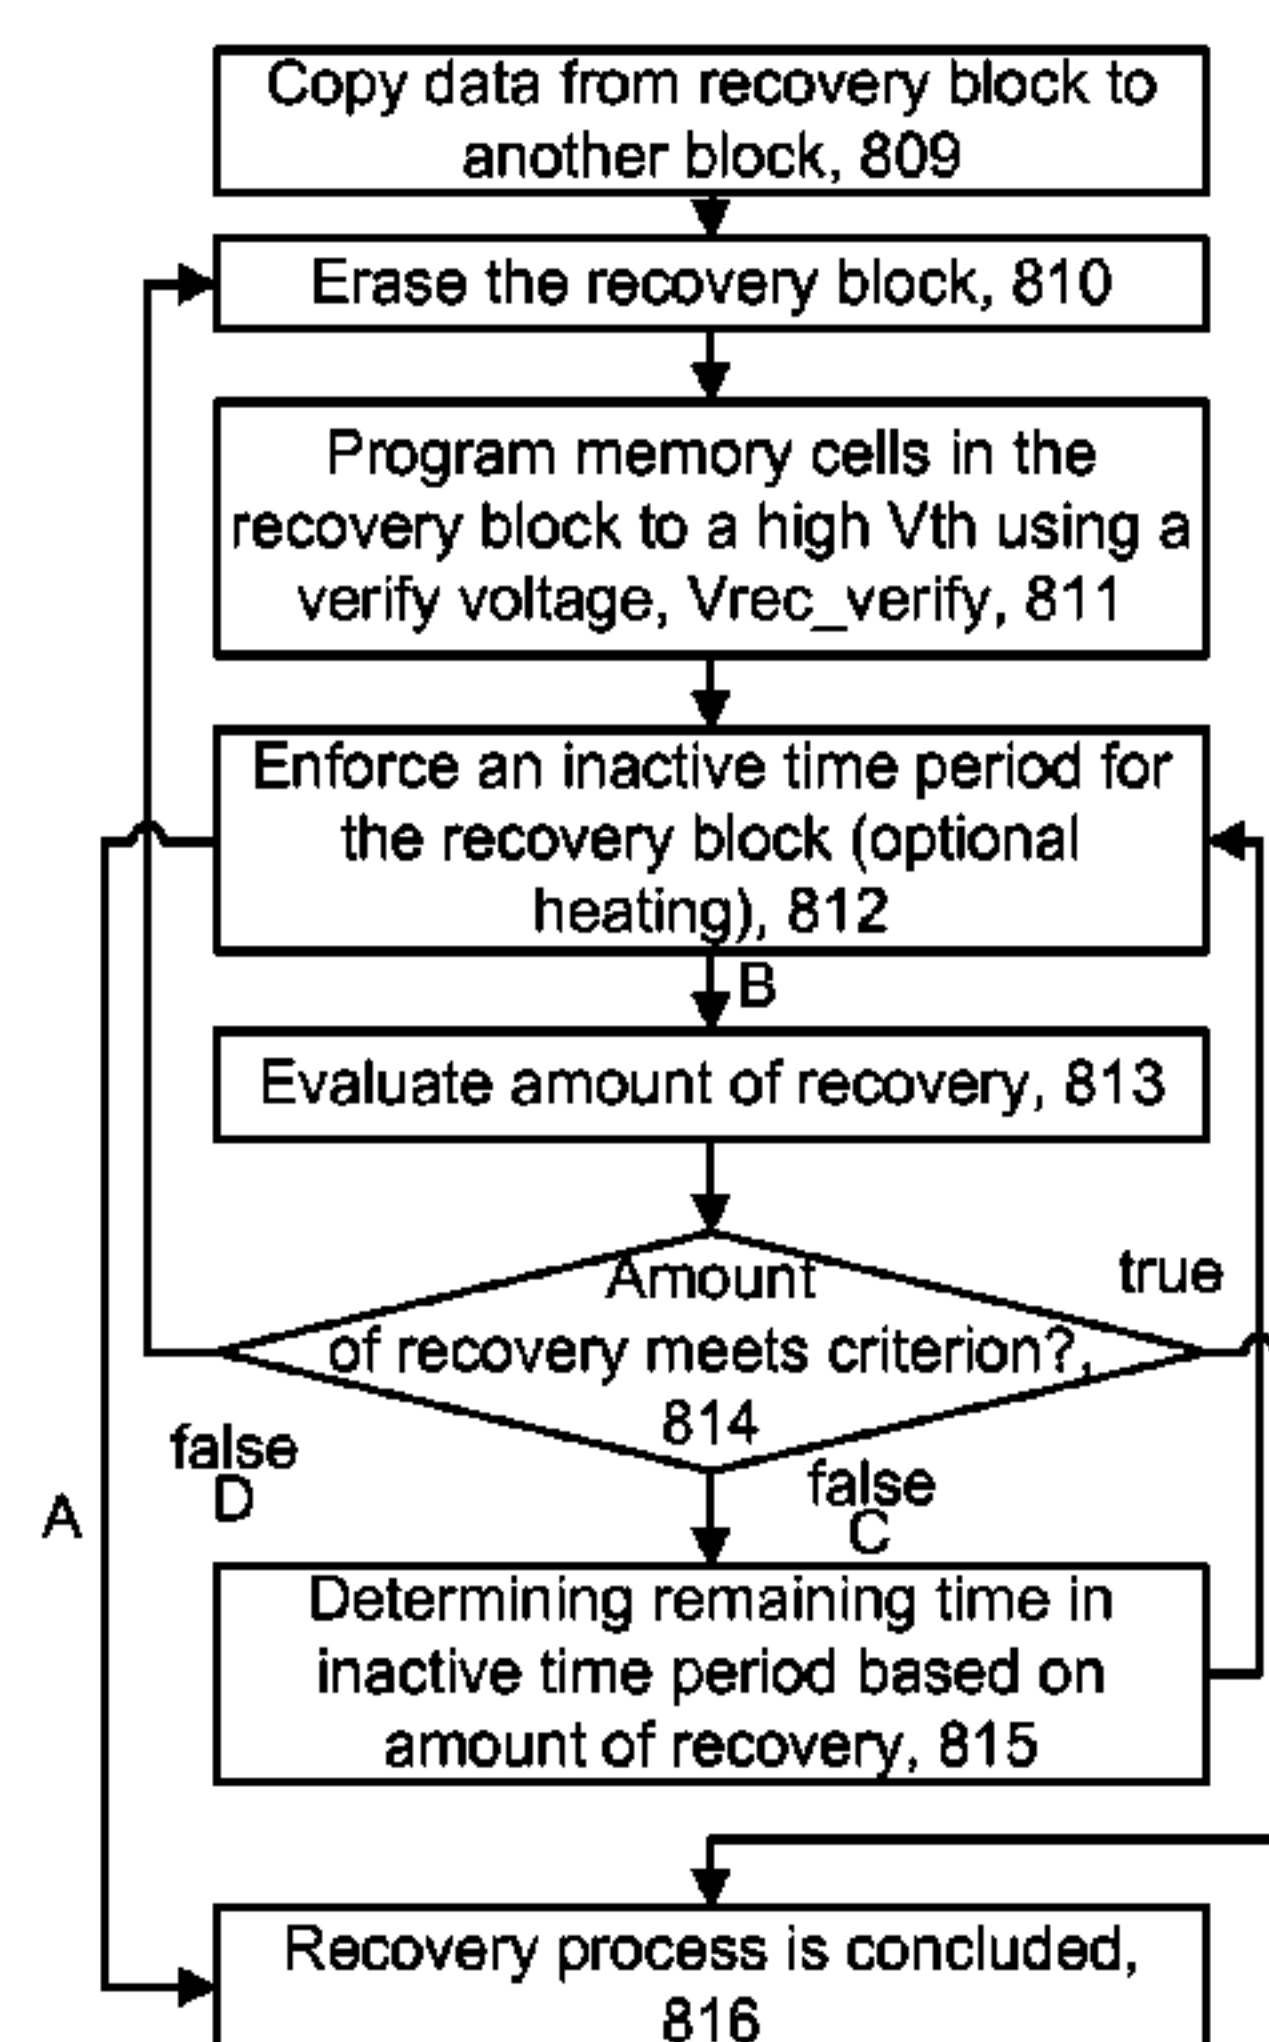 Copy data from recovery block to
another block, 809
Erase the recovery block, 810
Program memory cells in the
recovery block to a high Vth using a
verify voltage, Vrec_verify, 811
Enforce an inactive time period for
the recovery block (optional
heating), 812
B
Evaluate amount of recovery, 813
true
Amount
of recovery meets criterion?,
814
false
D
false
C
A
Determining remaining time in
inactive time period based on
amount of recovery, 815
Recovery process is concluded,
816